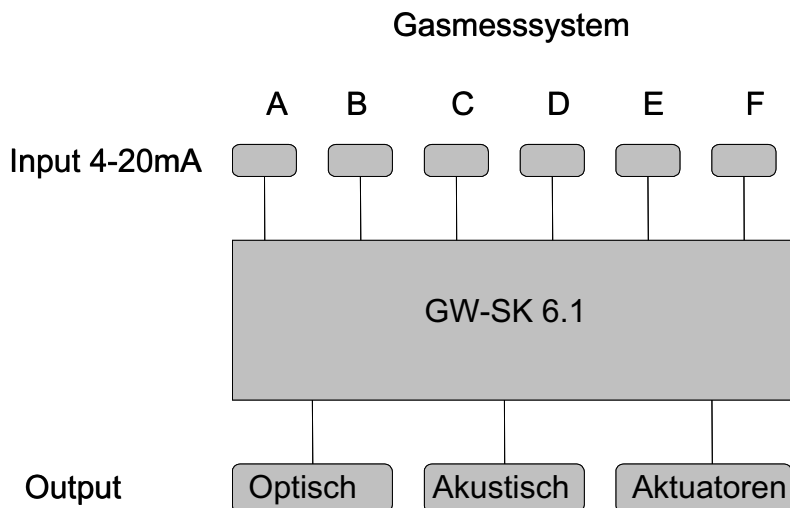 Gasmesssystem
A B C D E F
Input 4-20mA
GW-SK 6.1
Output Optisch Akustisch Aktuatoren